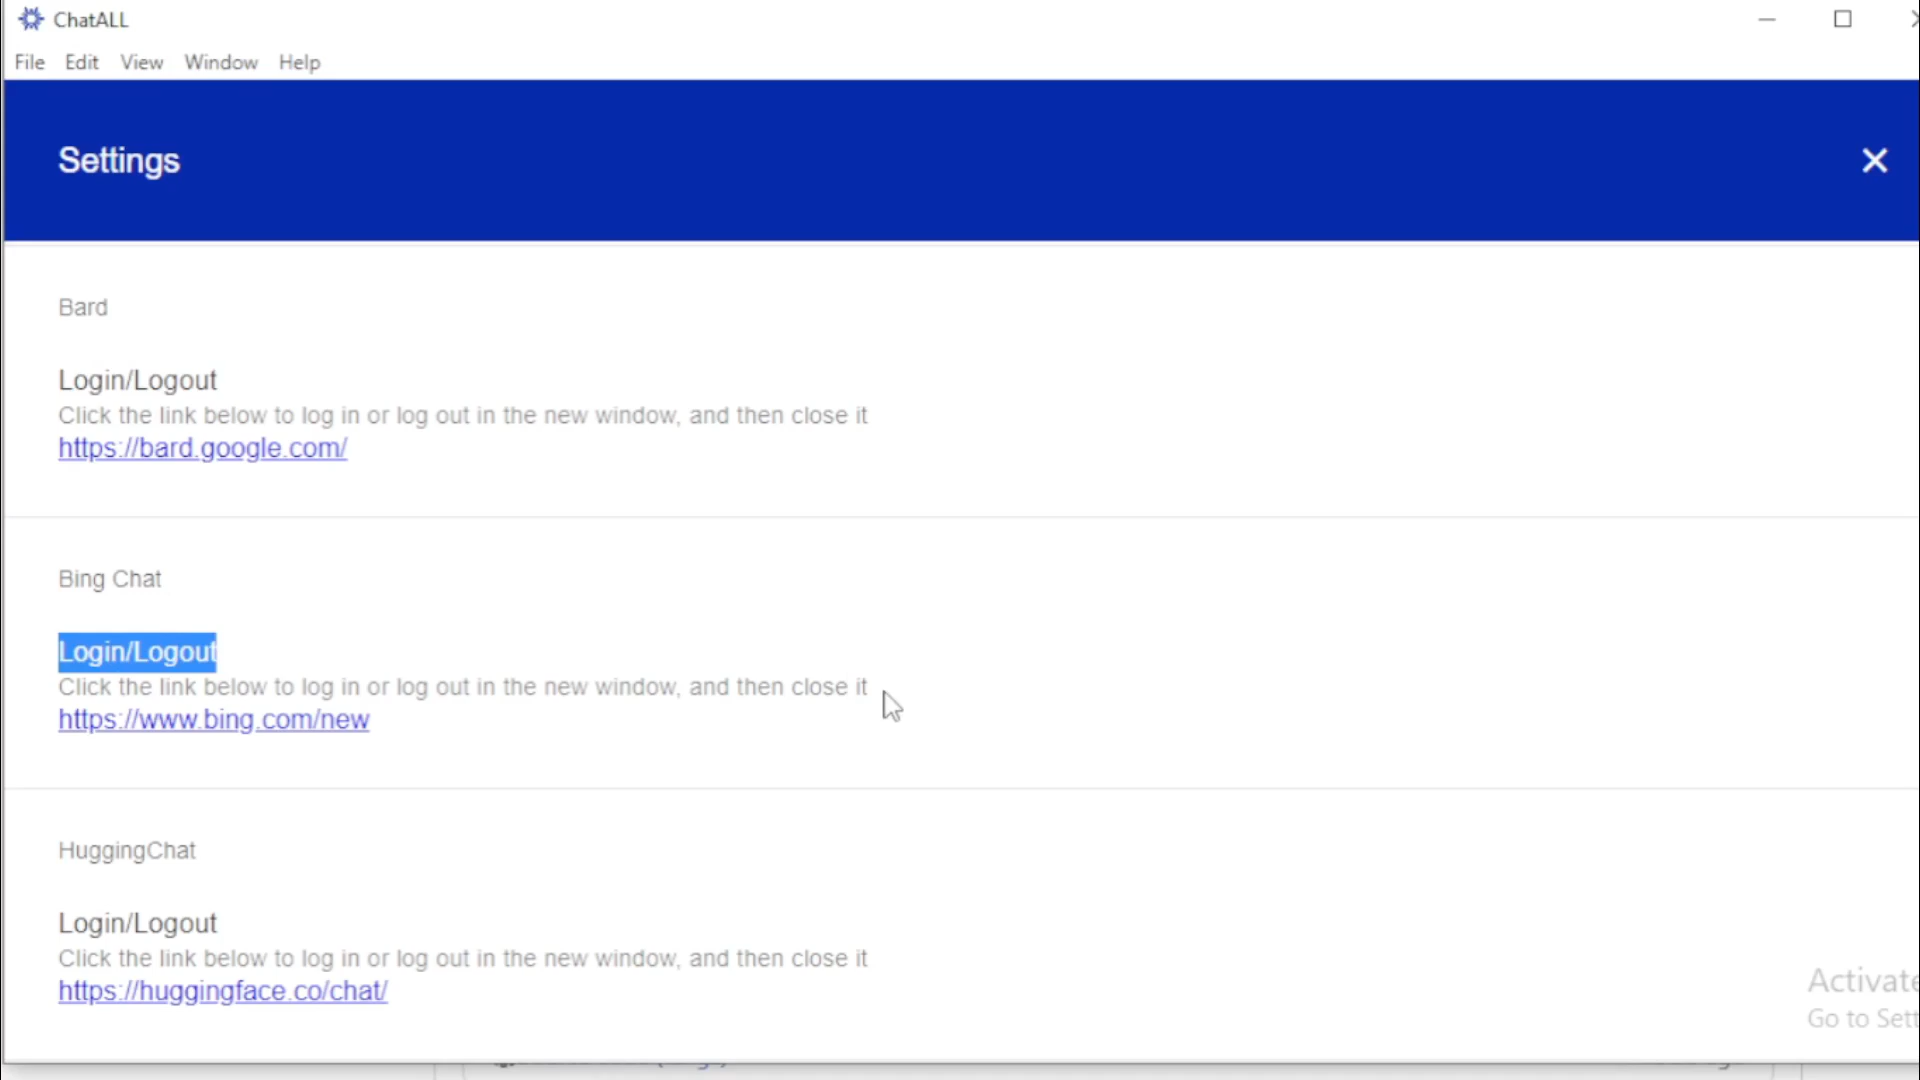 ChatALL
File Edit View Window Help
Settings
Bard
Login/Logout
Click the link below to log in or log out in the new window, and then close it
https://bard.google.com/
Bing Chat
Login/Logout
Click the link below to log in or log out in the new window, and then close it
https://www.bing.com/new
HuggingChat
Login/Logout
Click the link below to log in or log out in the new window, and then close it
https://huggingface.co/chat/
Activate
Go to Sett